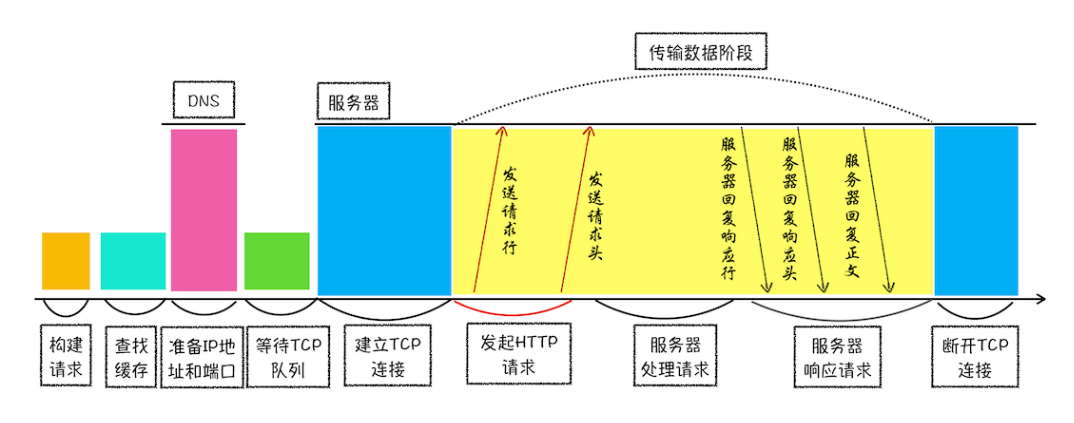 传输数据阶段
DNS
服务器
发送请求行
发送请求头
服务器回复响应行
服务器回复响应头
服务器回复正文
构建
请求
查找
缓存
准备IP地
址和端口
等待TCP
队列
建立TCP
连接
发起HTTP
请求
服务器
处理请求
服务器
响应请求
断开TCP
连接